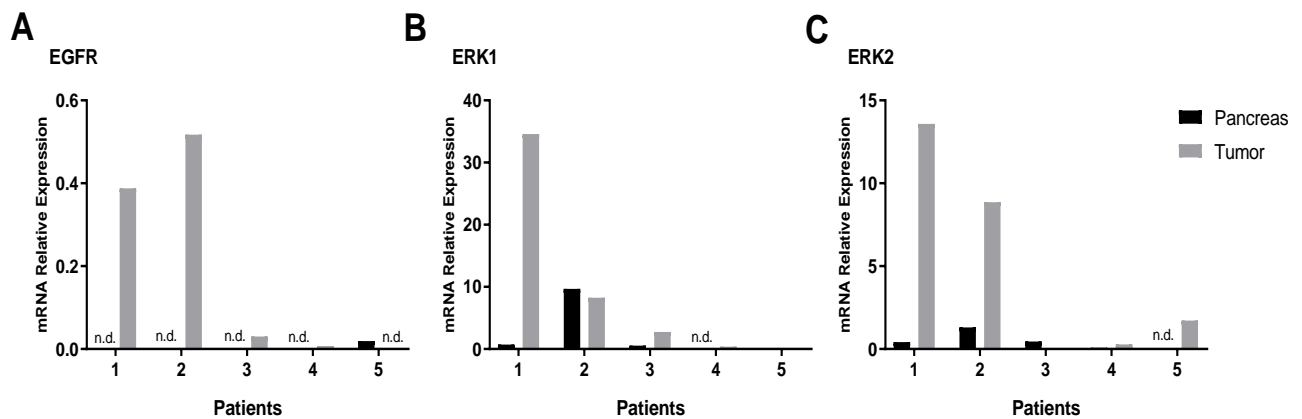 A
EGFR
mRNA Relative Expression
0.6
0.4
0.2
0.0
n.d.
n.d.
n.d.
n.d.
n.d.
1
2
3
4
5
Patients
B
ERK1
mRNA Relative Expression
40
30
20
10
0
n.d.
1
2
3
4
5
Patients
C
ERK2
mRNA Relative Expression
15
10
5
0
n.d.
1
2
3
4
5
Patients
Pancreas
Tumor